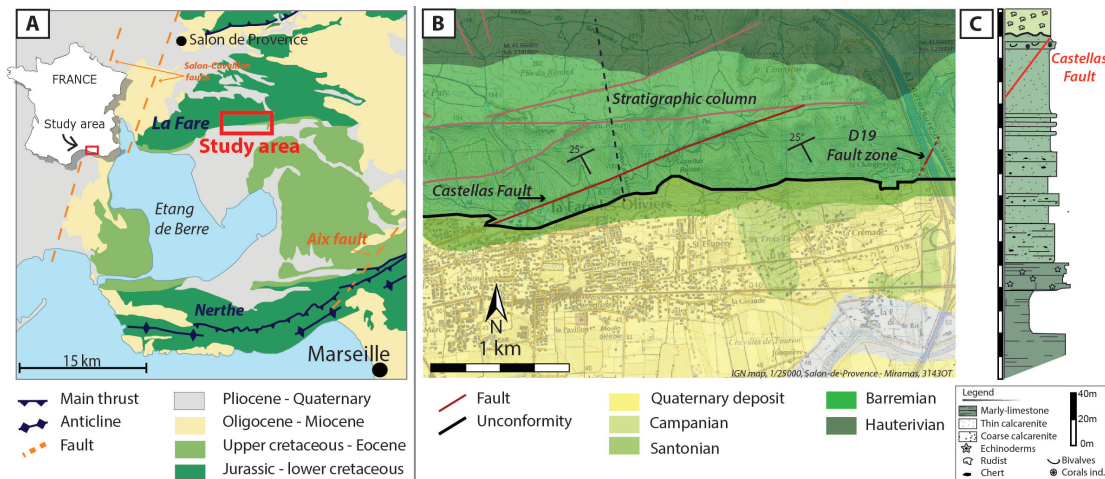 A
Salon de Provence
Salon-Cavaillon
faults
FRANCE
Study area
La Fare
Study area
Etang
de Berre
Aix fault
Nerthe
15 km
Marseille
Main thrust
Anticline
Fault
Pliocene - Quaternary
Oligocene - Miocene
Upper cretaceous - Eocene
Jurassic - lower cretaceous
B
Stratigraphic column
25°
25°
D19
Fault zone
Castellas Fault
la Fare
Oliviers
N
1 km
IGN map, 1/25000, Salon-de-Provence - Miramas, 3143OT
Fault
Unconformity
Quaternary deposit
Campanian
Santonian
Barremian
Hauterivian
C
Castellas
Fault
Legend
Marly-limestone
Thin calcarenite
Coarse calcarenite
Echinoderms
Rudist
Chert
Bivalves
Corals ind.
40m
20m
0m